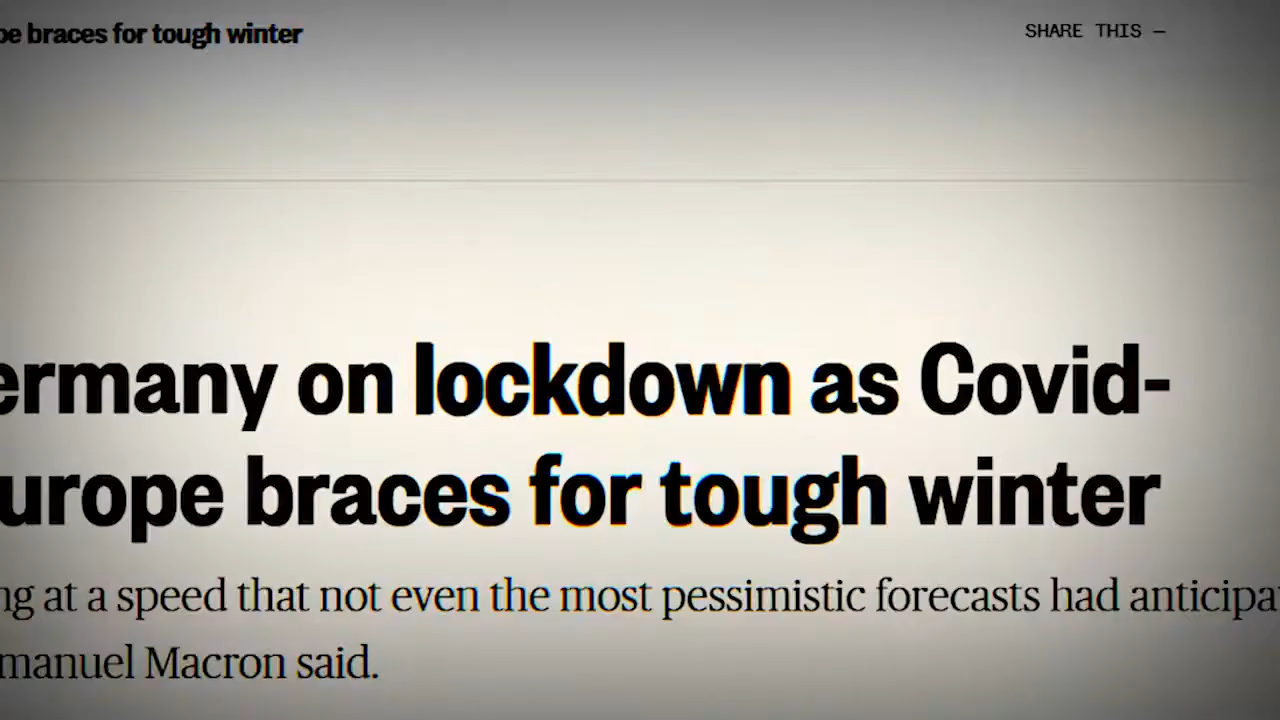 pe braces for tough winter
SHARE THIS —
ermany on lockdown as Covid-
urope braces for tough winter
ng at a speed that not even the most pessimistic forecasts had anticipa
manuel Macron said.